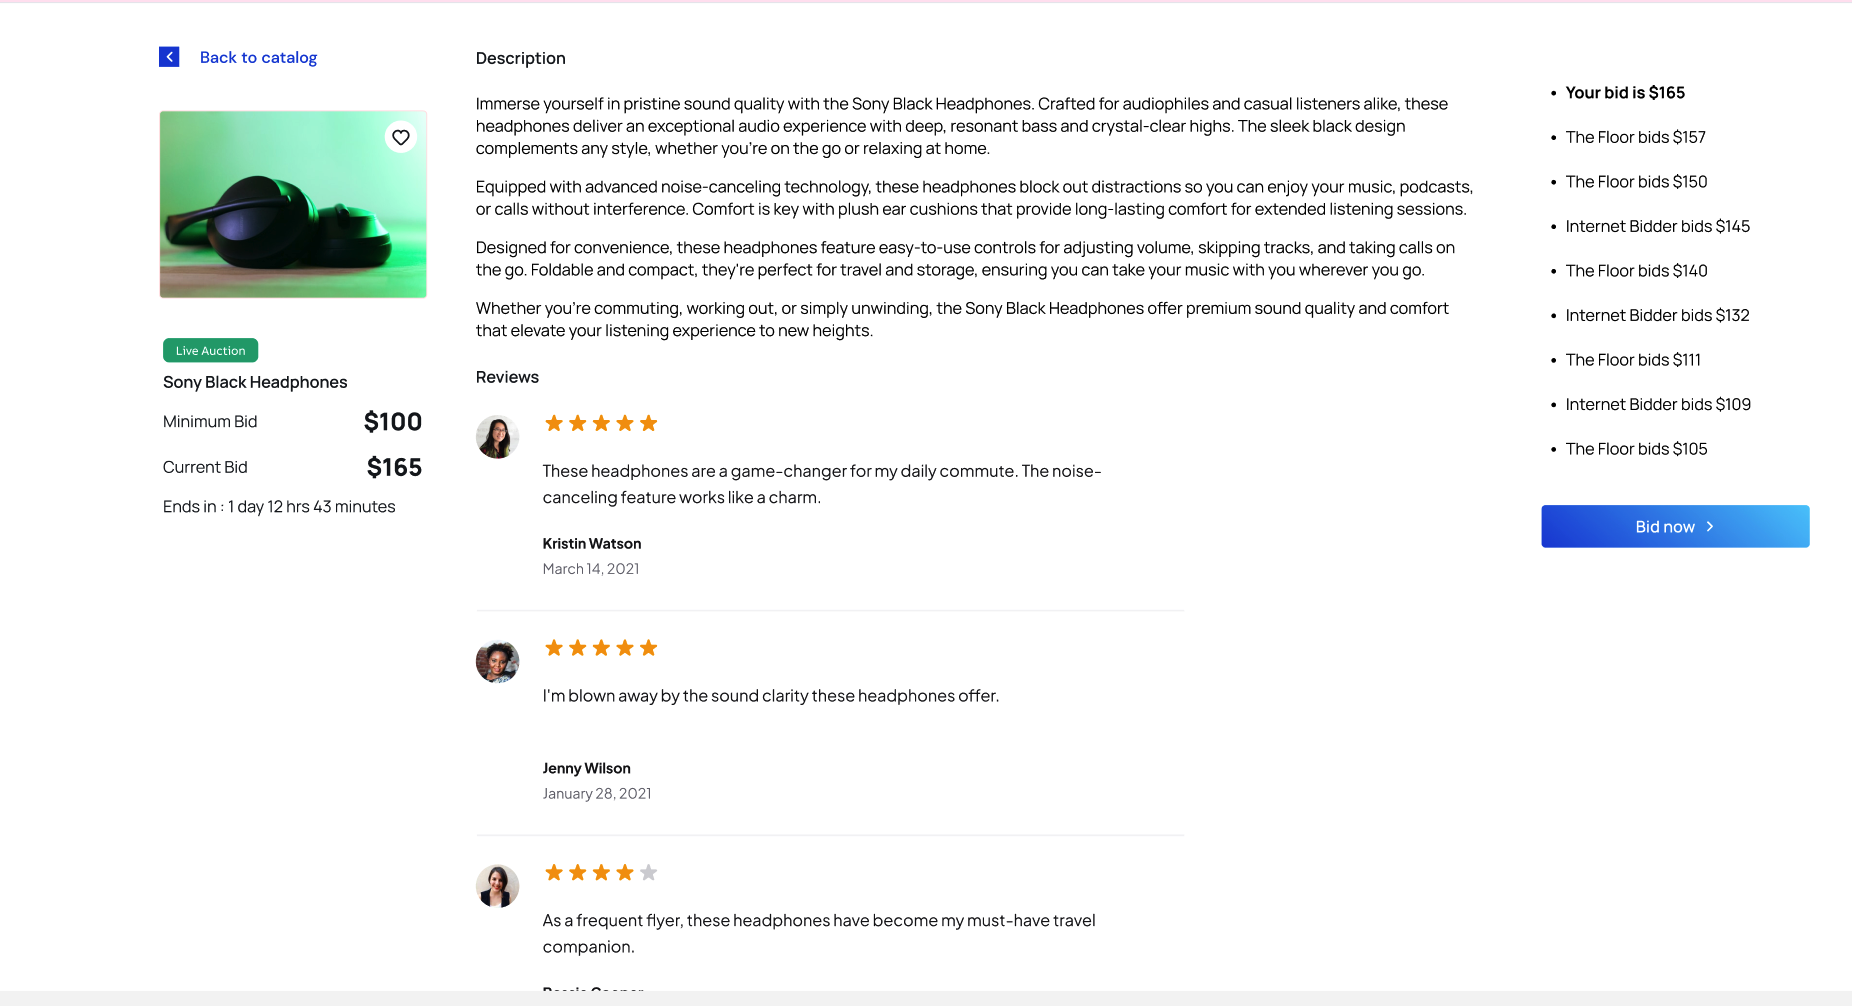 Back to catalog
Live Auction
Sony Black Headphones
Minimum Bid $100
Current Bid $165
Ends in : 1 day 12 hrs 43 minutes
Description
Immerse yourself in pristine sound quality with the Sony Black Headphones. Crafted for audiophiles and casual listeners alike, these
headphones deliver an exceptional audio experience with deep, resonant bass and crystal-clear highs. The sleek black design
complements any style, whether you're on the go or relaxing at home.
Equipped with advanced noise-canceling technology, these headphones block out distractions so you can enjoy your music, podcasts,
or calls without interference. Comfort is key with plush ear cushions that provide long-lasting comfort for extended listening sessions.
Designed for convenience, these headphones feature easy-to-use controls for adjusting volume, skipping tracks, and taking calls on
the go. Foldable and compact, they're perfect for travel and storage, ensuring you can take your music with you wherever you go.
Whether you're commuting, working out, or simply unwinding, the Sony Black Headphones offer premium sound quality and comfort
that elevate your listening experience to new heights.
Reviews
These headphones are a game-changer for my daily commute. The noise-
canceling feature works like a charm.
Kristin Watson
March 14, 2021
I'm blown away by the sound clarity these headphones offer.
Jenny Wilson
January 28, 2021
As a frequent flyer, these headphones have become my must-have travel
companion.
• Your bid is $165
• The Floor bids $157
• The Floor bids $150
• Internet Bidder bids $145
• The Floor bids $140
• Internet Bidder bids $132
• The Floor bids $111
• Internet Bidder bids $109
• The Floor bids $105
Bid now